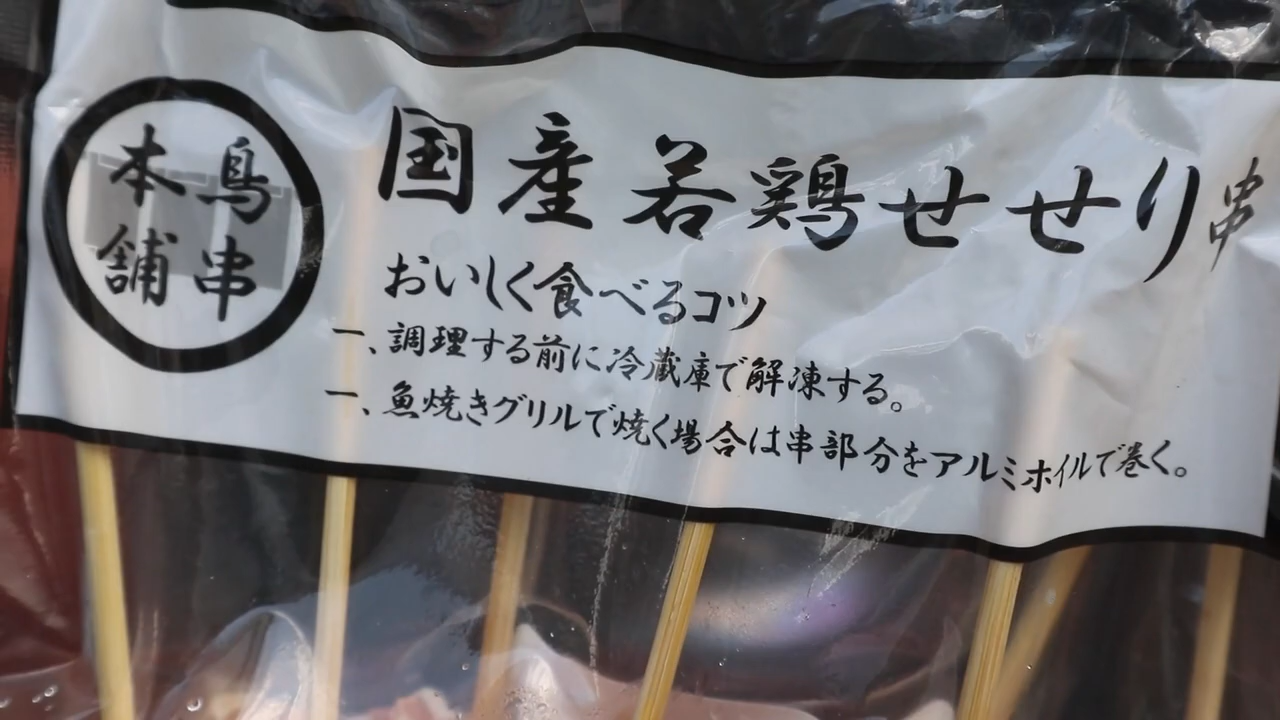 鳥串
本舗
国産若鶏せせり串
おいしく食べるコツ
一、調理する前に冷蔵庫で解凍する。
一、魚焼きグリルで焼く場合は串部分をアルミホイルで巻く。